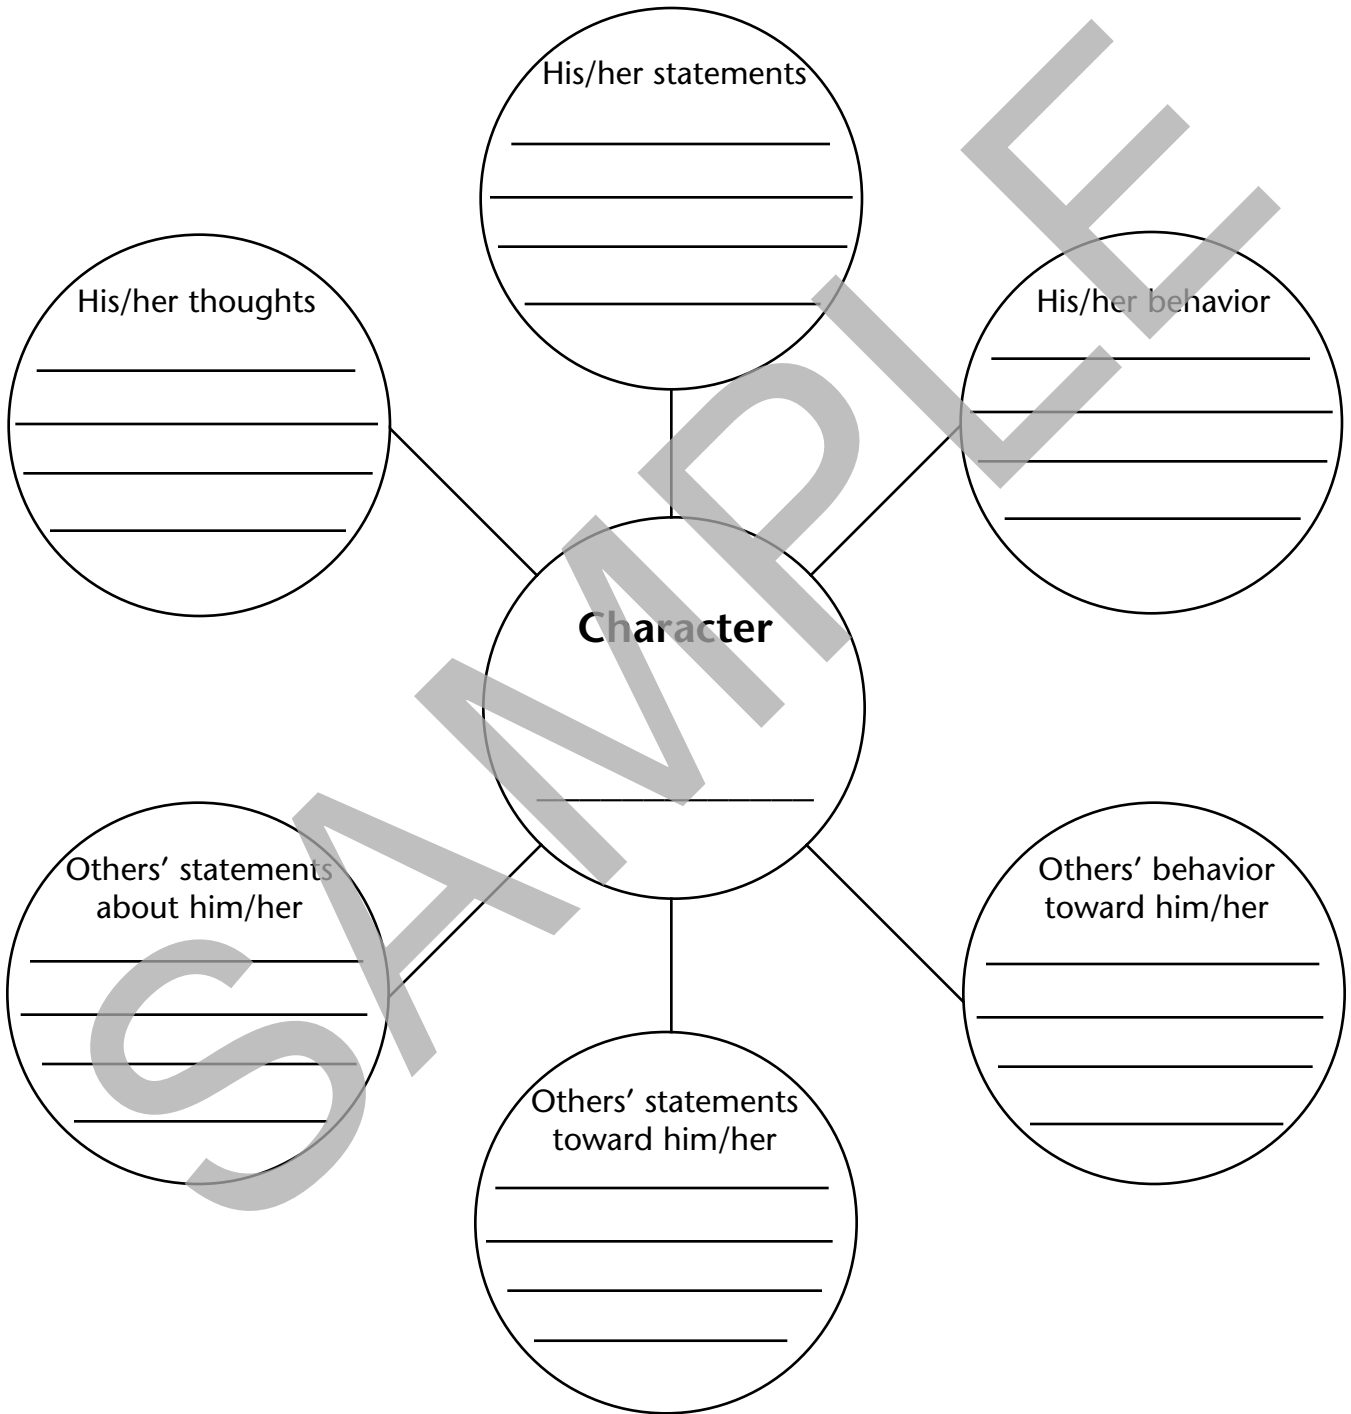 His/her statements
His/her thoughts
His/her behavior
Character
Others’ statements
about him/her
Others’ behavior
toward him/her
Others’ statements
toward him/her
SAMPLE